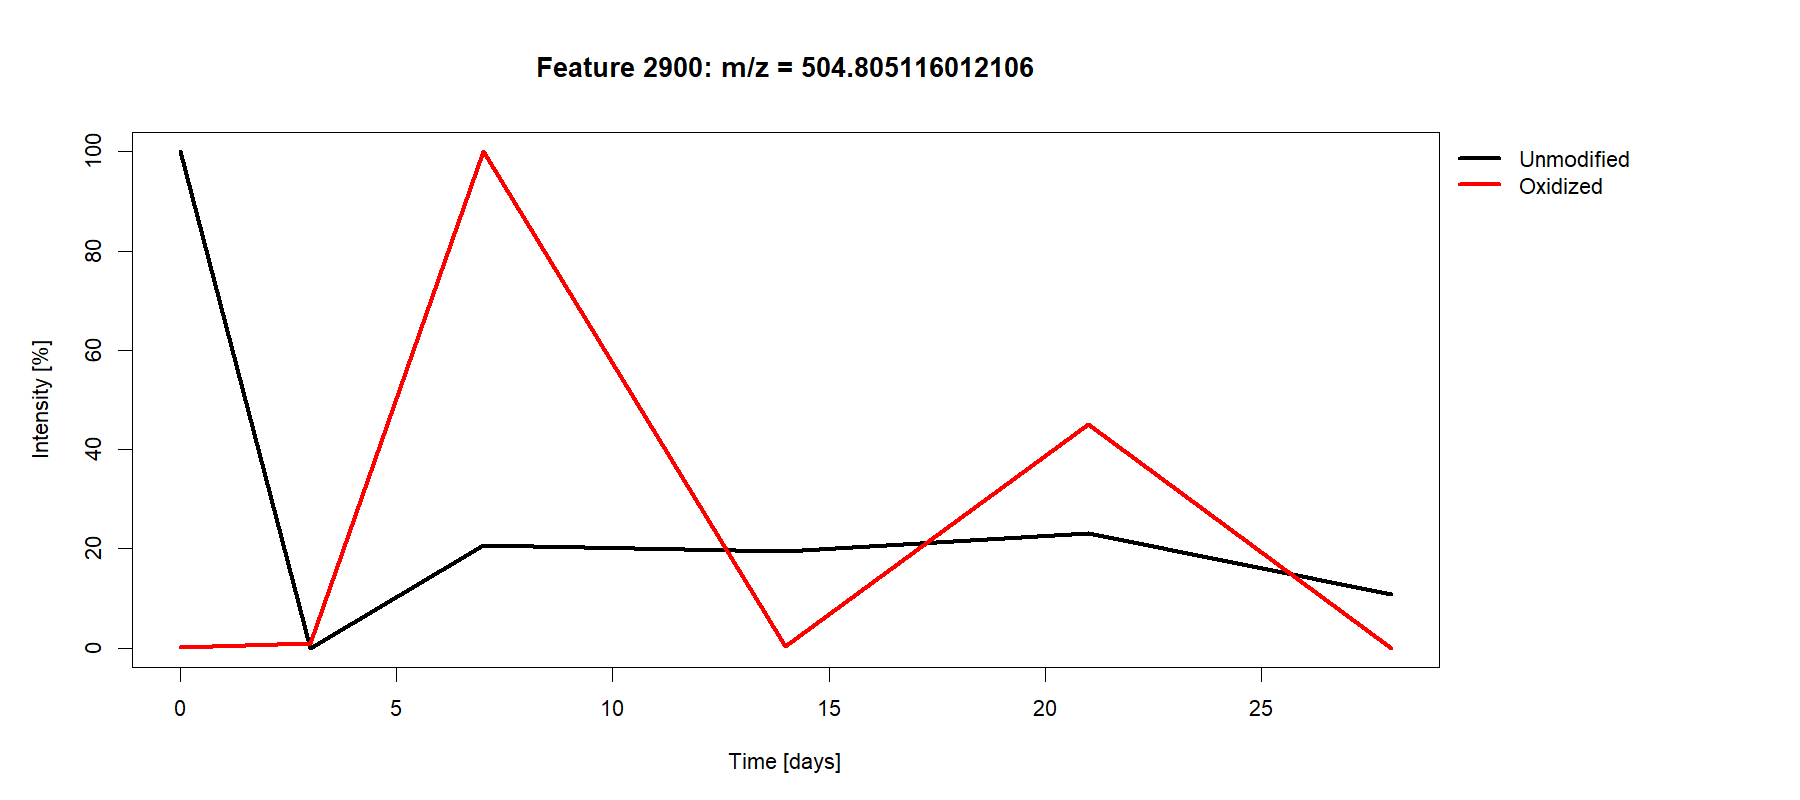 Feature 2900: m/z = 504.805116012106
Unmodified
Oxidized
Intensity [%]
100
80
60
40
20
0
0 5 10 15 20 25
Time [days]